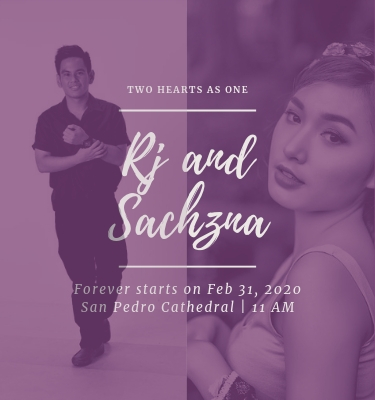 TWO HEARTS AS ONE
Rj and
Sachzna
Forever starts on Feb 31, 2020
San Pedro Cathedral | 11 AM